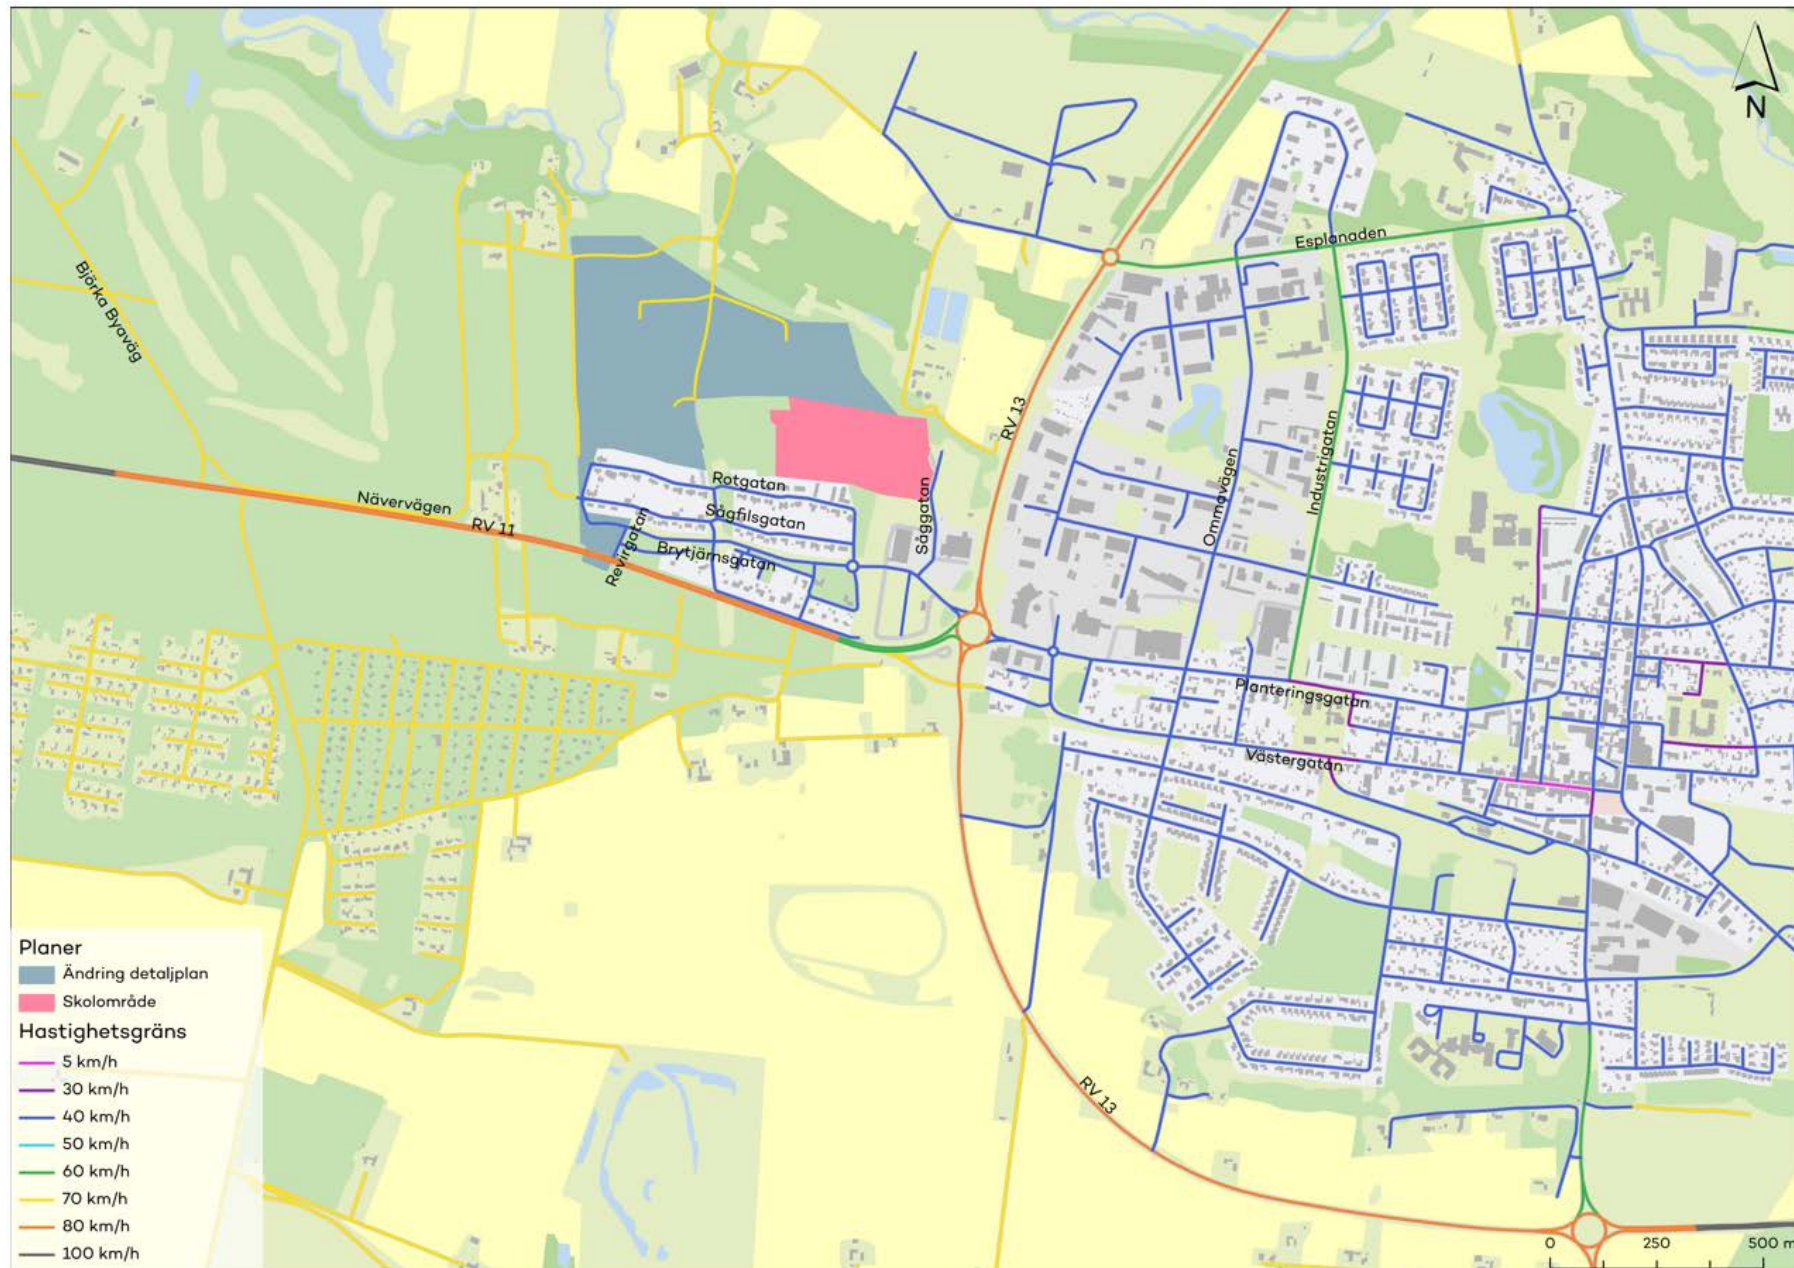 N
Esplanaden
Björka Byaväg
RV 13
Industrigatan
Ommavägen
Rotgatan
Nävervägen
Sågfilsgatan
Såggatan
RV 11
Revirgatan
Brytjärnsgatan
Planteringsgatan
Västergatan
RV 13
Planer
Ändring detaljplan
Skolområde
Hastighetsgräns
5 km/h
30 km/h
40 km/h
50 km/h
60 km/h
70 km/h
80 km/h
100 km/h
0 250 500 m